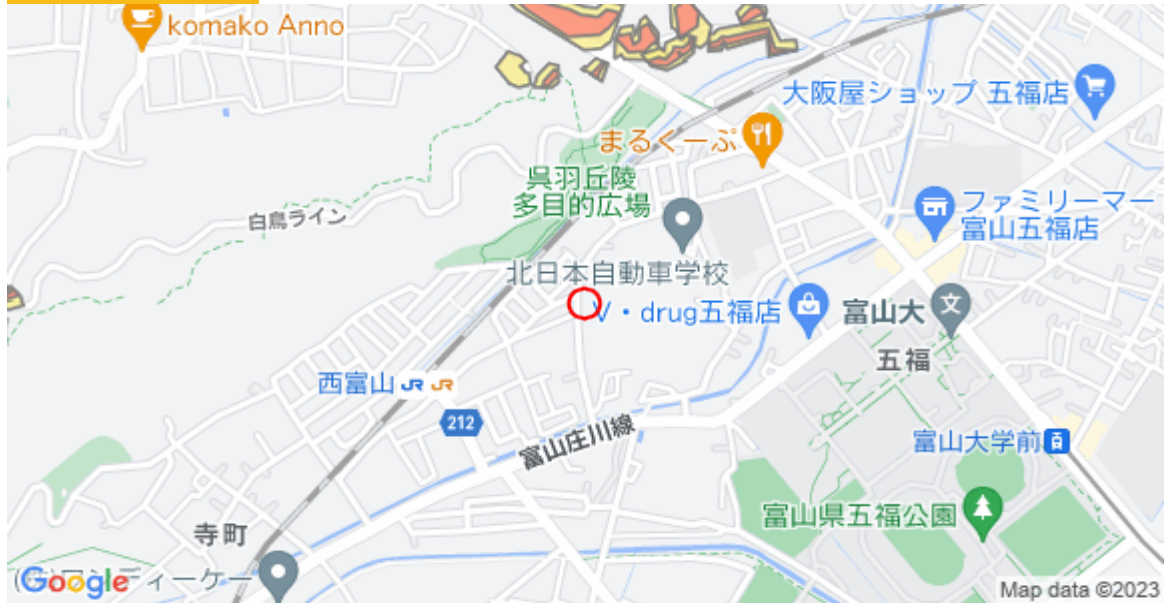 komako Anno
大阪屋ショップ 五福店
まるくーぷ
呉羽丘陵
多目的広場
白鳥ライン
ファミリーマー
富山五福店
北日本自動車学校
V・drug五福店
富山大
五福
西富山 JR JR
212
富山庄川線
富山大学前
富山県五福公園
寺町
ディーケー
Google
Map data ©2023